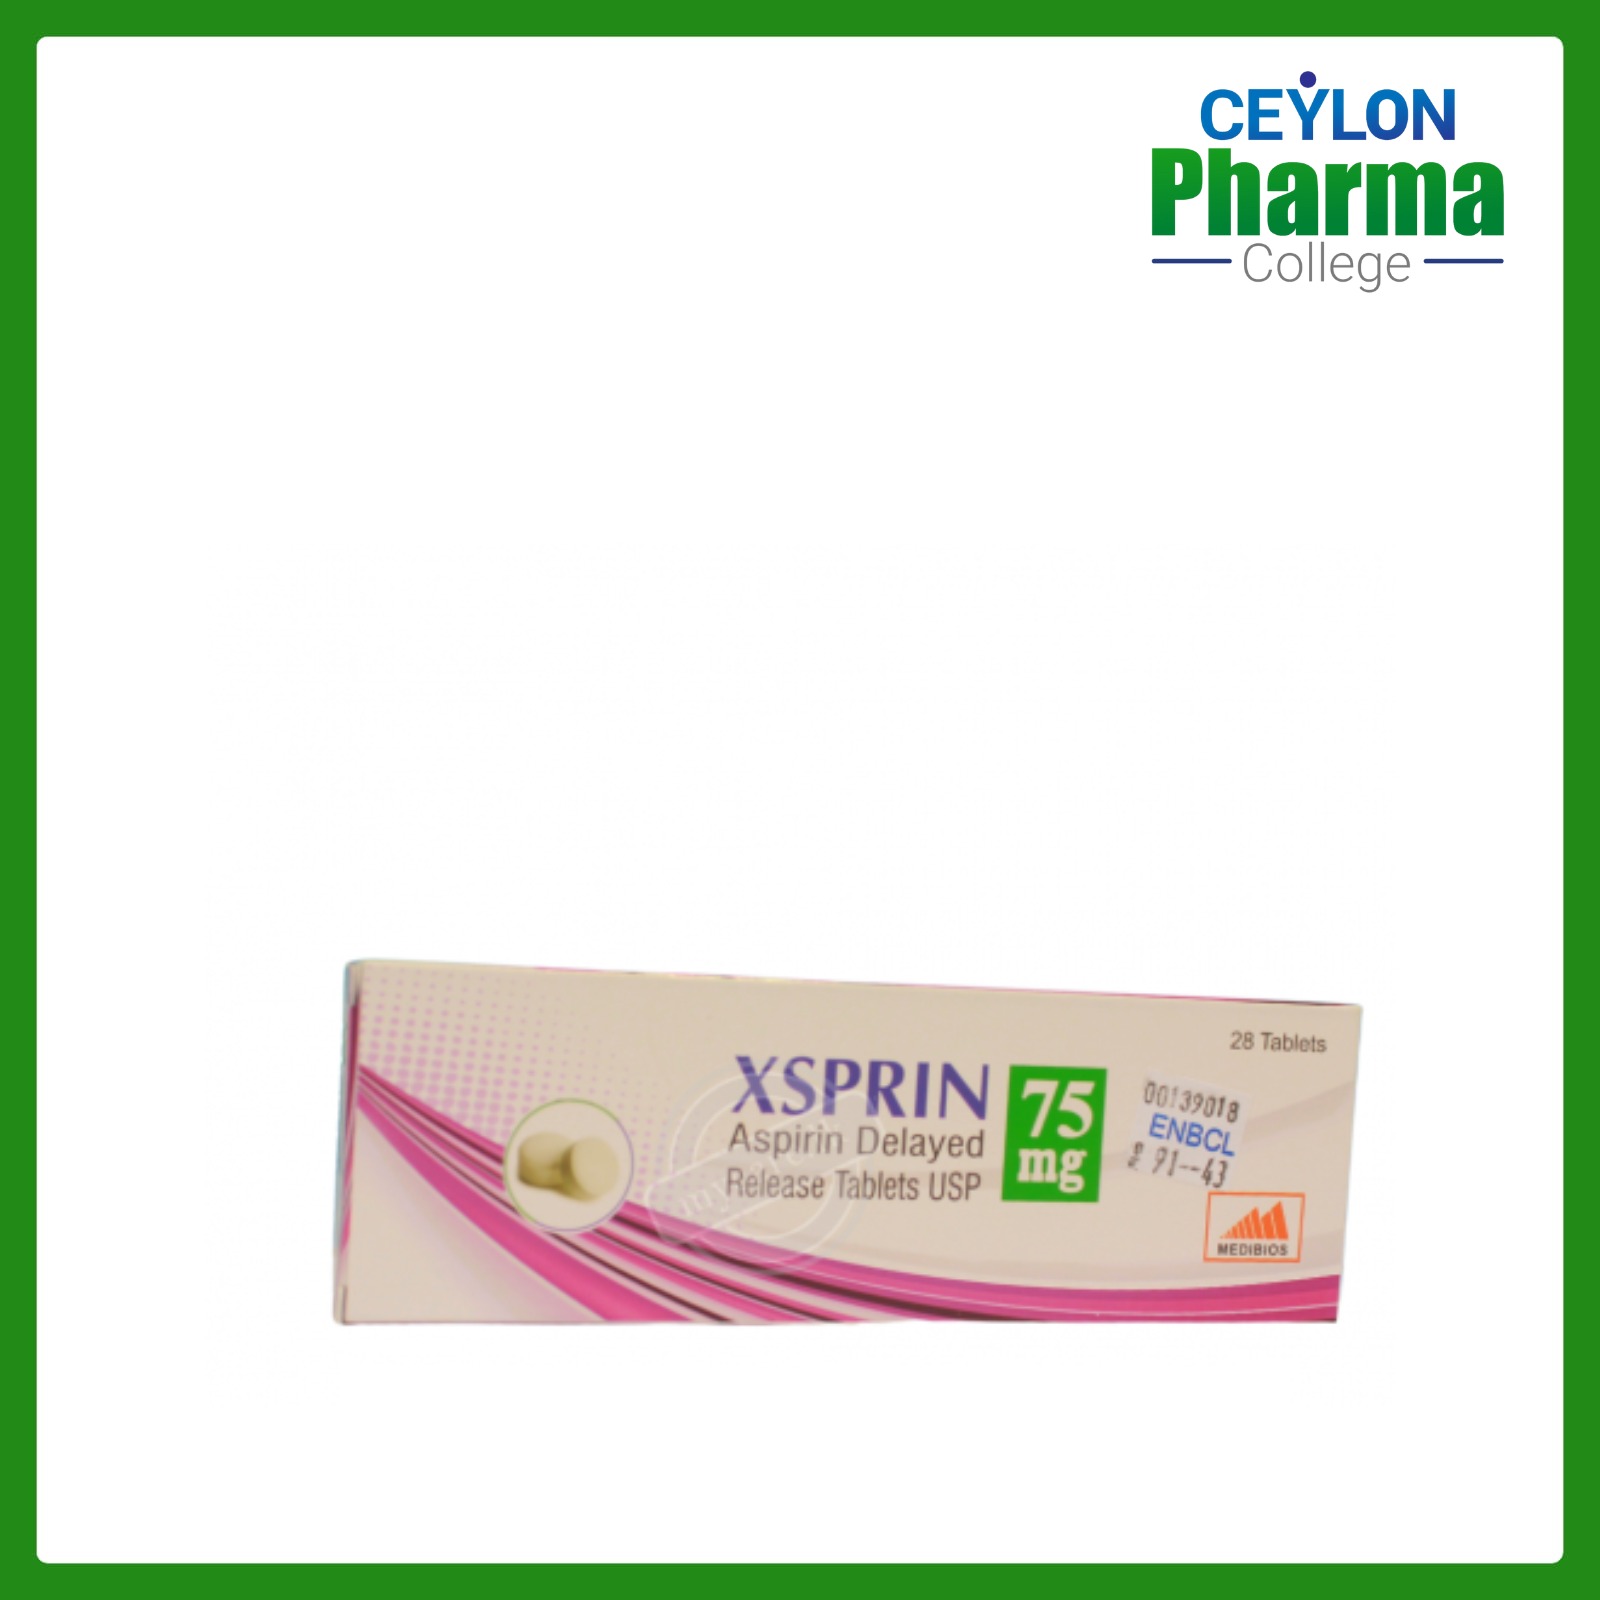 CEYLON
Pharma
College
28 Tablets
XSPRIN
75
mg
Aspirin Delayed
Release Tablets USP
00139018
ENBCL
91--43
MEDIBIOS